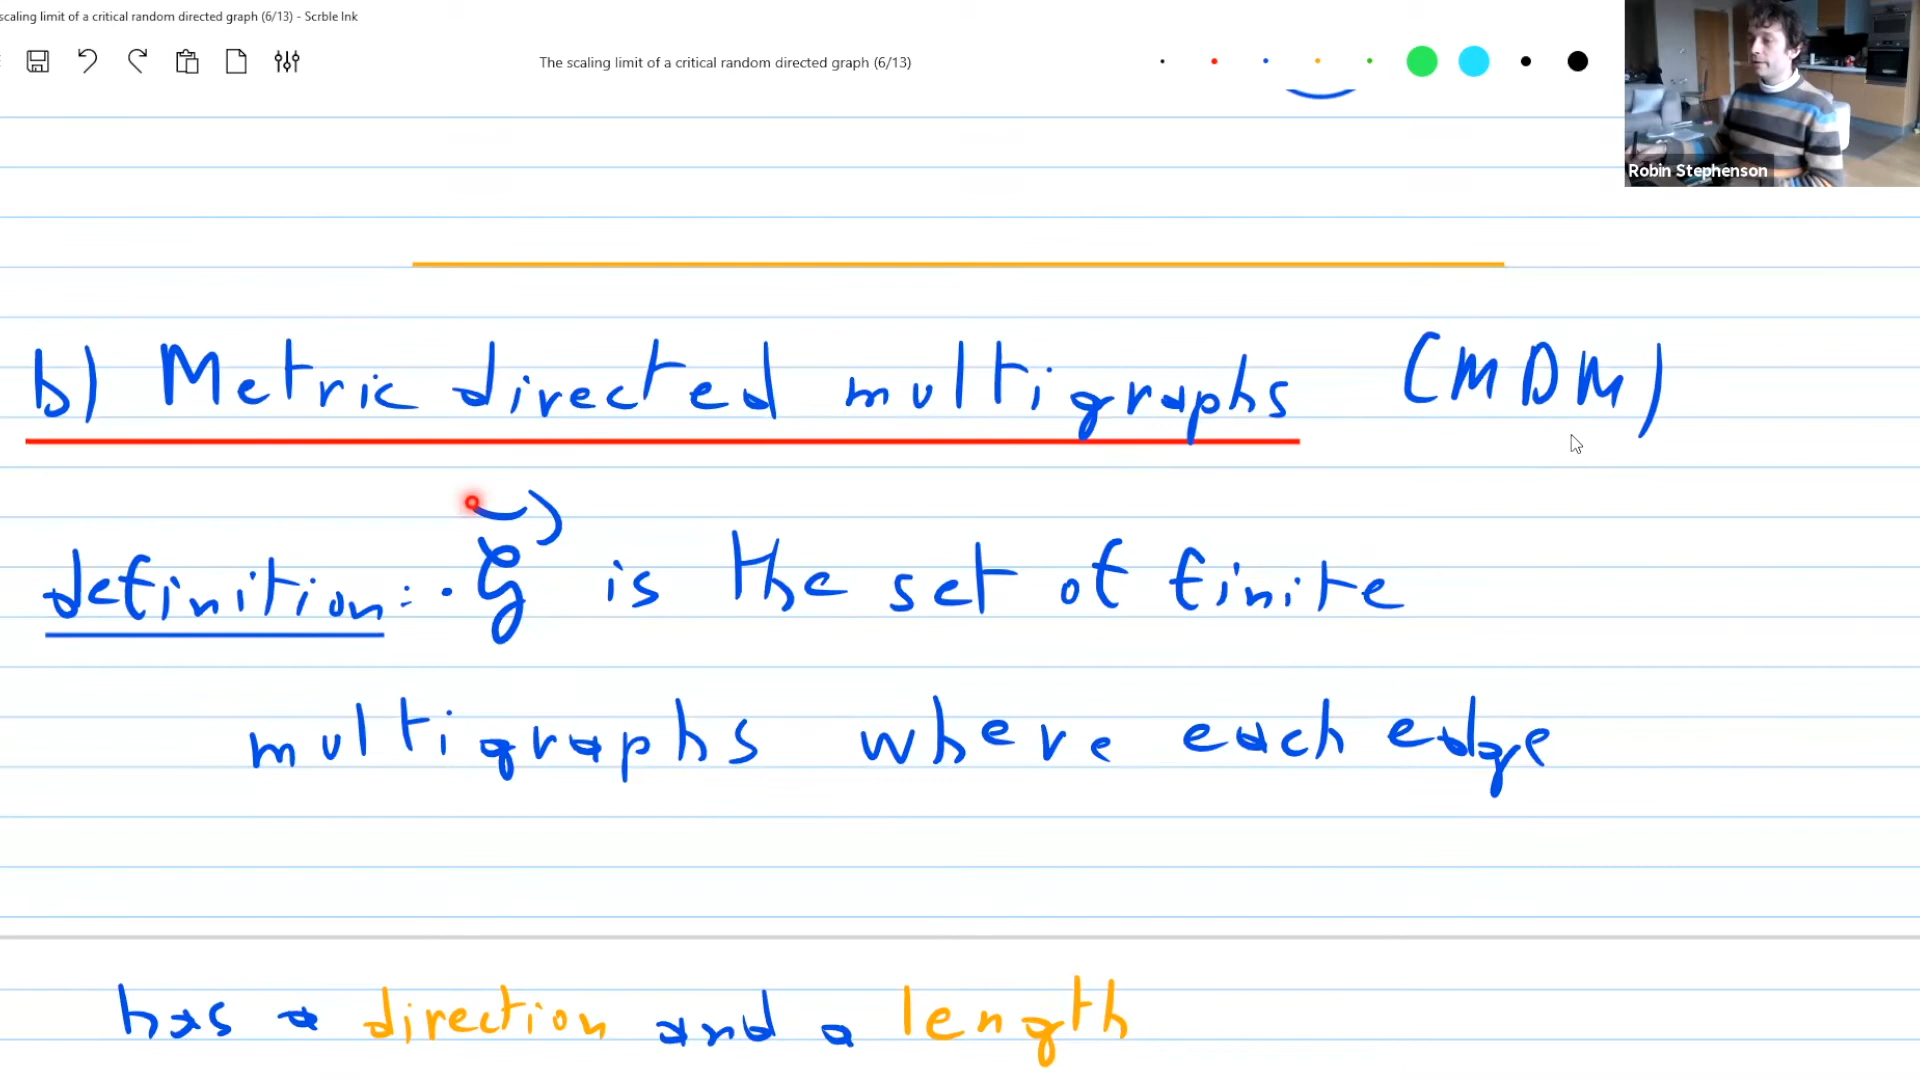 scaling limit of a critical random directed graph (6/13) - Scrble Ink
The scaling limit of a critical random directed graph (6/13)
Robin Stephenson
b) Metric directed multigraphs (MDM)
definition: · G⃗ is the set of finite
multigraphs where each edge
has a direction and a length